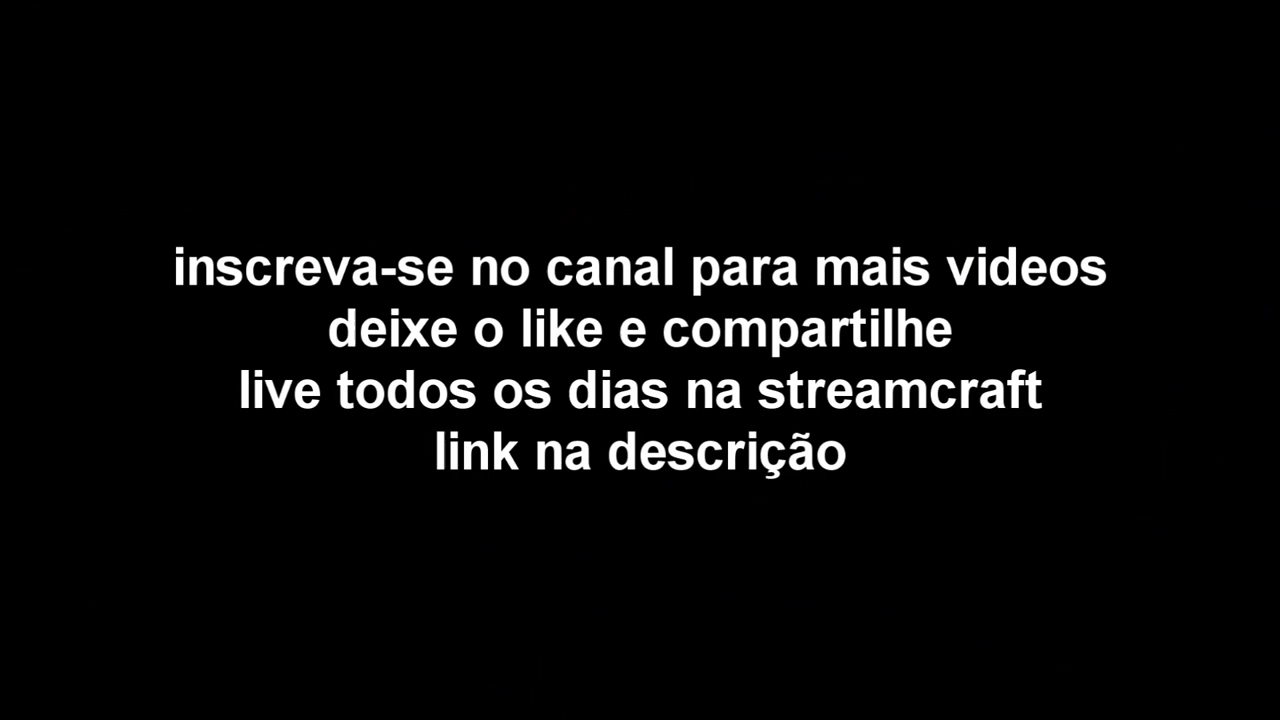 inscreva-se no canal para mais videos
deixe o like e compartilhe
live todos os dias na streamcraft
link na descrição